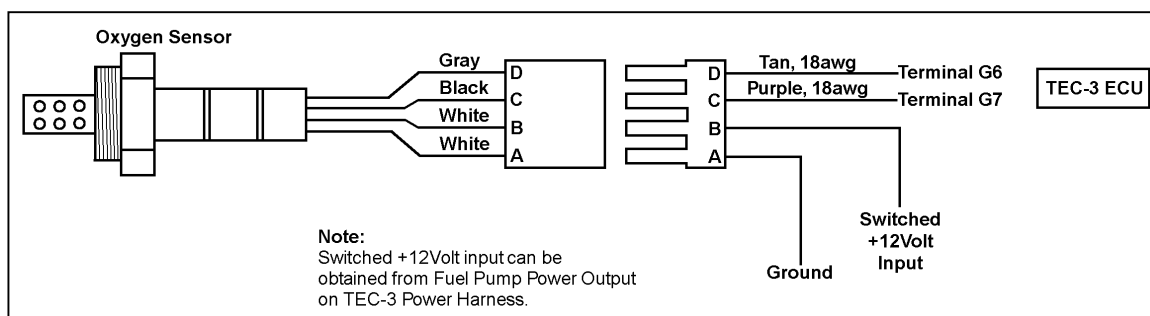 Oxygen Sensor
Gray
Black
White
White
D
C
B
A
D
C
B
A
Tan, 18awg
Purple, 18awg
Terminal G6
Terminal G7
TEC-3 ECU
Switched
+12Volt
Input
Ground
Note:
Switched +12Volt input can be
obtained from Fuel Pump Power Output
on TEC-3 Power Harness.